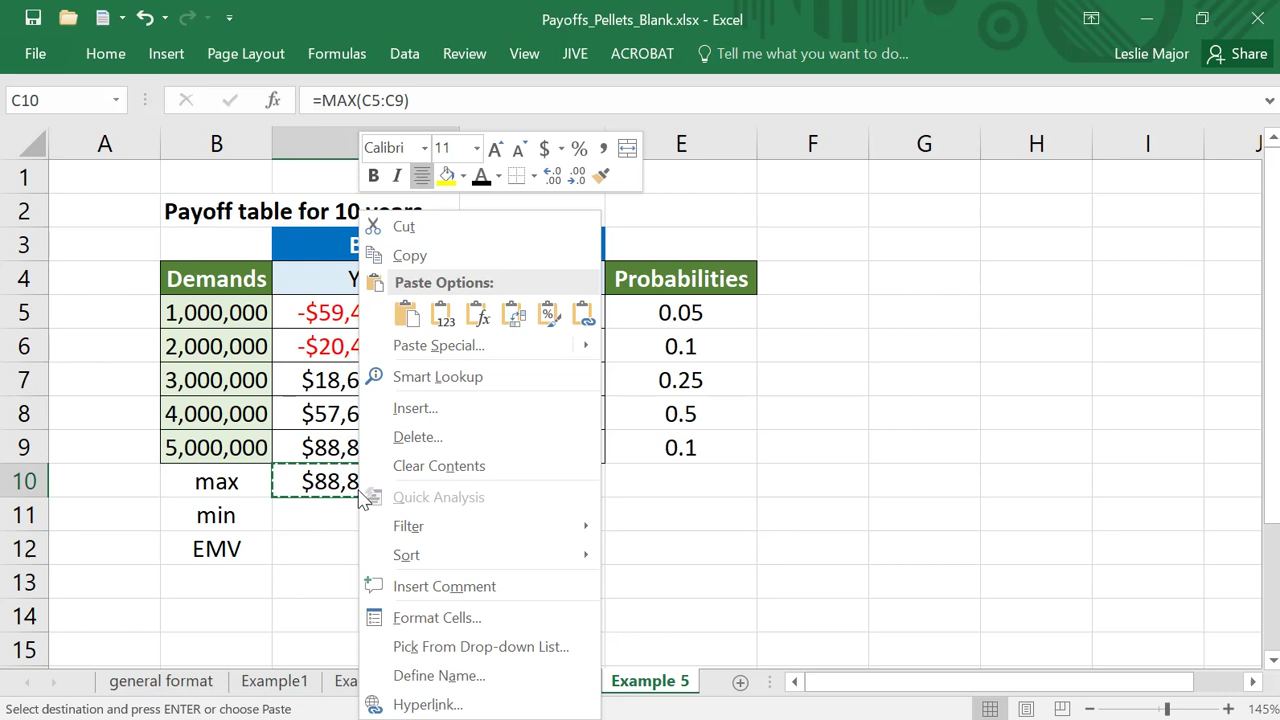 Payoffs_Pellets_Blank.xlsx - Excel
File Home Insert Page Layout Formulas Data Review View JIVE ACROBAT Tell me what you want to do... Leslie Major Share
C10 fx =MAX(C5:C9)
Calibri 11 A A $ % ,
B I A
A B E F G H I J
1
2 Payoff table for 10 years
3 B
4 Demands Y Probabilities
5 1,000,000 -$59,4 0.05
6 2,000,000 -$20,4 0.1
7 3,000,000 $18,6 0.25
8 4,000,000 $57,6 0.5
9 5,000,000 $88,8 0.1
10 max $88,8
11 min
12 EMV
13
14
15
Cut
Copy
Paste Options:
123 fx %
Paste Special...
Smart Lookup
Insert...
Delete...
Clear Contents
Quick Analysis
Filter
Sort
Insert Comment
Format Cells...
Pick From Drop-down List...
Define Name...
Hyperlink...
general format Example1 Exa Example 5
Select destination and press ENTER or choose Paste 145%